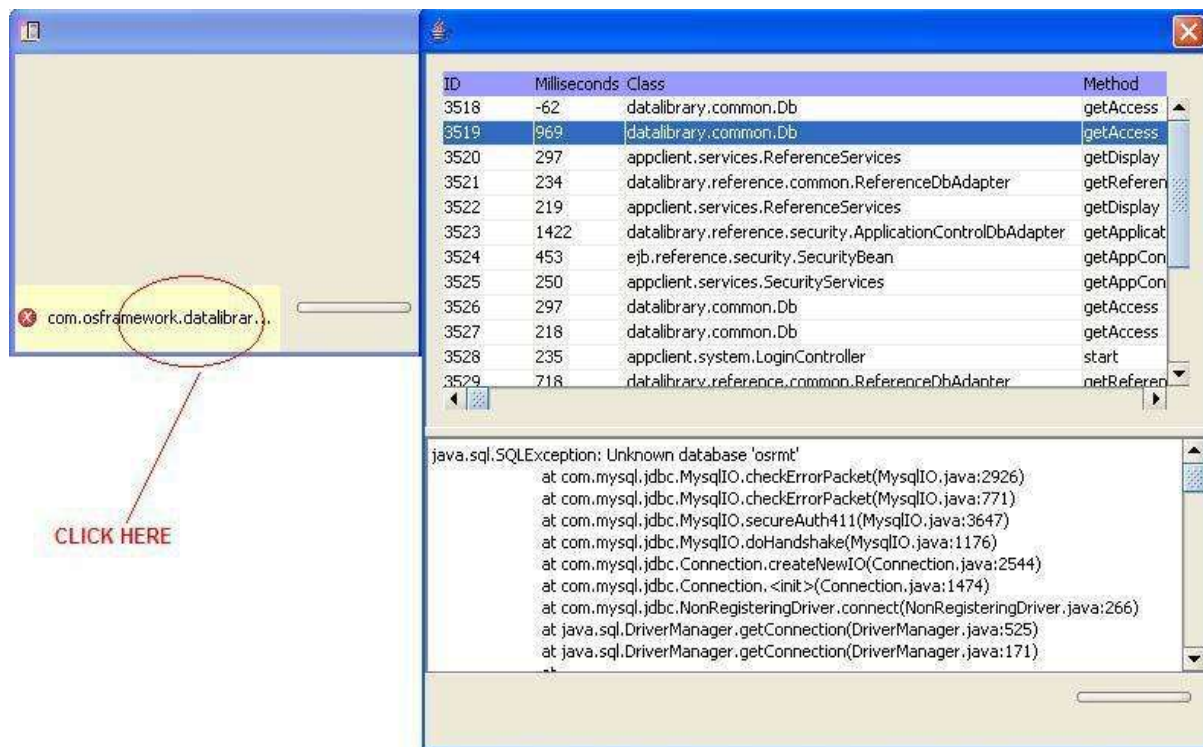 com.osframework.datalibrar...
CLICK HERE
ID Milliseconds Class Method
3518 -62 datalibrary.common.Db getAccess
3519 969 datalibrary.common.Db getAccess
3520 297 appclient.services.ReferenceServices getDisplay
3521 234 datalibrary.reference.common.ReferenceDbAdapter getReferen
3522 219 appclient.services.ReferenceServices getDisplay
3523 1422 datalibrary.reference.security.ApplicationControlDbAdapter getApplicat
3524 453 ejb.reference.security.SecurityBean getAppCon
3525 250 appclient.services.SecurityServices getAppCon
3526 297 datalibrary.common.Db getAccess
3527 218 datalibrary.common.Db getAccess
3528 235 appclient.system.LoginController start
3529 718 datalibrary.reference.common.ReferenceDbAdapter getReferen
java.sql.SQLException: Unknown database 'osrmt'
at com.mysql.jdbc.MysqlIO.checkErrorPacket(MysqlIO.java:2926)
at com.mysql.jdbc.MysqlIO.checkErrorPacket(MysqlIO.java:771)
at com.mysql.jdbc.MysqlIO.secureAuth411(MysqlIO.java:3647)
at com.mysql.jdbc.MysqlIO.doHandshake(MysqlIO.java:1176)
at com.mysql.jdbc.Connection.createNewIO(Connection.java:2544)
at com.mysql.jdbc.Connection.<init>(Connection.java:1474)
at com.mysql.jdbc.NonRegisteringDriver.connect(NonRegisteringDriver.java:266)
at java.sql.DriverManager.getConnection(DriverManager.java:525)
at java.sql.DriverManager.getConnection(DriverManager.java:171)